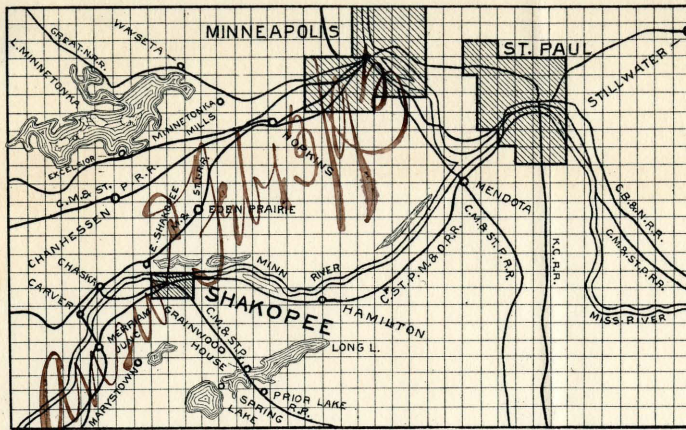 MINNEAPOLIS
ST. PAUL
STILLWATER
GREAT. N.R.R.
WAYSETA
L. MINNETONKA
MINNETONKA
MILLS
HOPKINS
EXCELSIOR
C.M. & ST. P. R. R.
CHANHESSEN
E. SHAKOPEE
M. & ST. L. R.R.
EDEN PRAIRIE
MENDOTA
C.B. & N. R.R.
C.M. & ST. P. R.R.
C.M. & ST. P. R.R.
K.C. R.R.
MISS. RIVER
CHASKA
CARVER
MINN RIVER
C. ST. P. M. & O. R.R.
SHAKOPEE
HAMILTON
MERRIAM
JUNC.
MARYSTOWN
BRAINWOOD
HOUSE
C.M. & ST. P.
R.R.
LONG L.
PRIOR LAKE
SPRING
LAKE